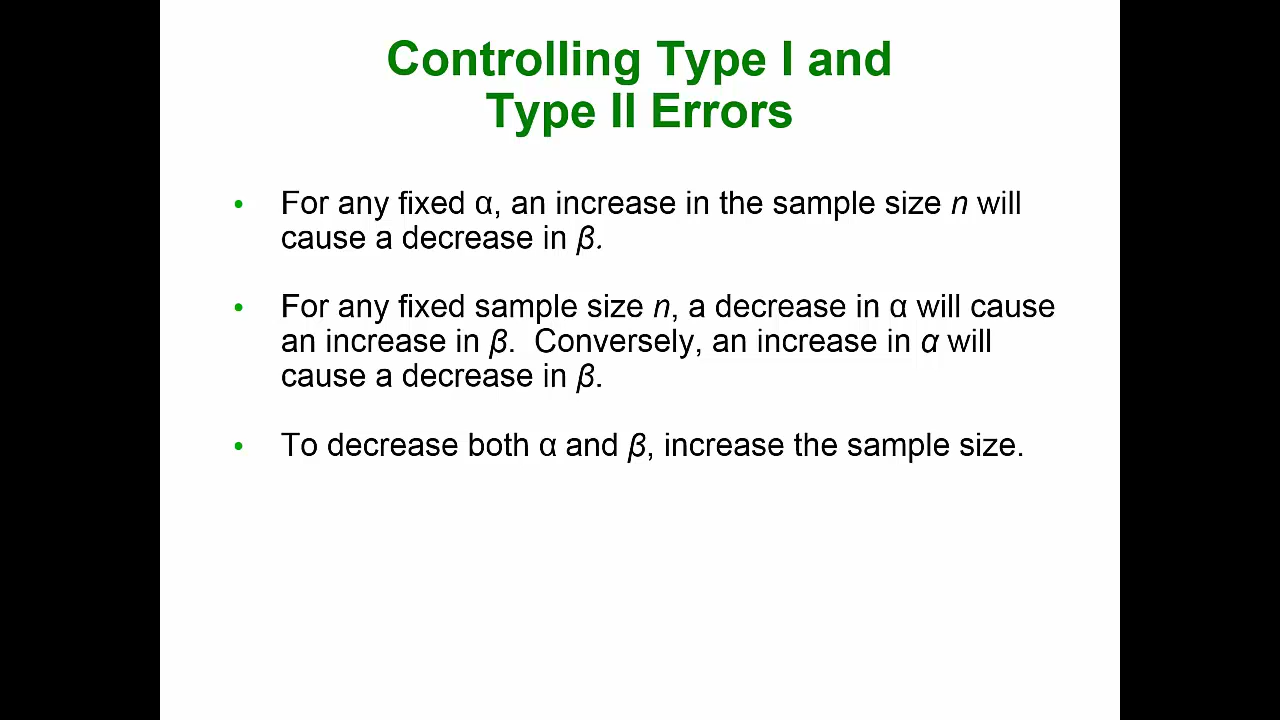 Controlling Type I and
Type II Errors
• For any fixed α, an increase in the sample size n will
cause a decrease in β.
• For any fixed sample size n, a decrease in α will cause
an increase in β.  Conversely, an increase in α will
cause a decrease in β.
• To decrease both α and β, increase the sample size.